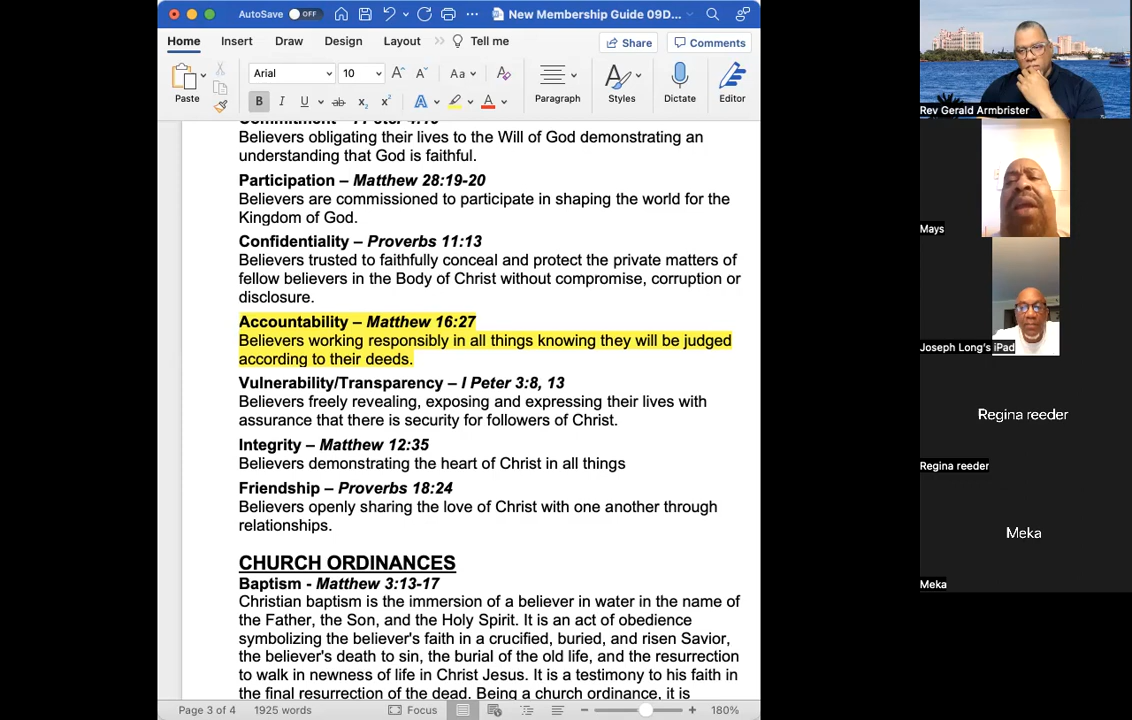 AutoSave OFF New Membership Guide 09D...
Home Insert Draw Design Layout Tell me Share Comments
Arial 10 Aa
Paste Paragraph Styles Dictate Editor
Believers obligating their lives to the Will of God demonstrating an
understanding that God is faithful.
Participation – Matthew 28:19-20
Believers are commissioned to participate in shaping the world for the
Kingdom of God.
Confidentiality – Proverbs 11:13
Believers trusted to faithfully conceal and protect the private matters of
fellow believers in the Body of Christ without compromise, corruption or
disclosure.
Accountability – Matthew 16:27
Believers working responsibly in all things knowing they will be judged
according to their deeds.
Vulnerability/Transparency – I Peter 3:8, 13
Believers freely revealing, exposing and expressing their lives with
assurance that there is security for followers of Christ.
Integrity – Matthew 12:35
Believers demonstrating the heart of Christ in all things
Friendship – Proverbs 18:24
Believers openly sharing the love of Christ with one another through
relationships.
CHURCH ORDINANCES
Baptism - Matthew 3:13-17
Christian baptism is the immersion of a believer in water in the name of
the Father, the Son, and the Holy Spirit. It is an act of obedience
symbolizing the believer's faith in a crucified, buried, and risen Savior,
the believer's death to sin, the burial of the old life, and the resurrection
to walk in newness of life in Christ Jesus. It is a testimony to his faith in
the final resurrection of the dead. Being a church ordinance, it is
Page 3 of 4 1925 words Focus 180%
Rev Gerald Armbrister
Mays
Joseph Long's iPad
Regina reeder
Regina reeder
Meka
Meka